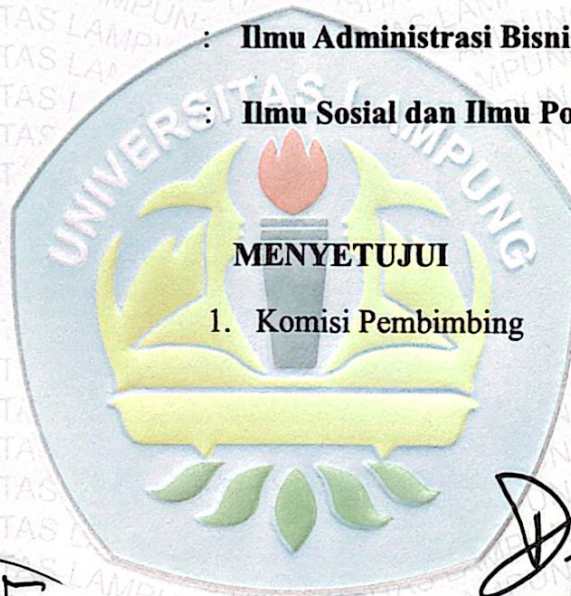 : Ilmu Administrasi Bisni
: Ilmu Sosial dan Ilmu Po
UNIVERSITAS LAMPUNG
MENYETUJUI
1. Komisi Pembimbing